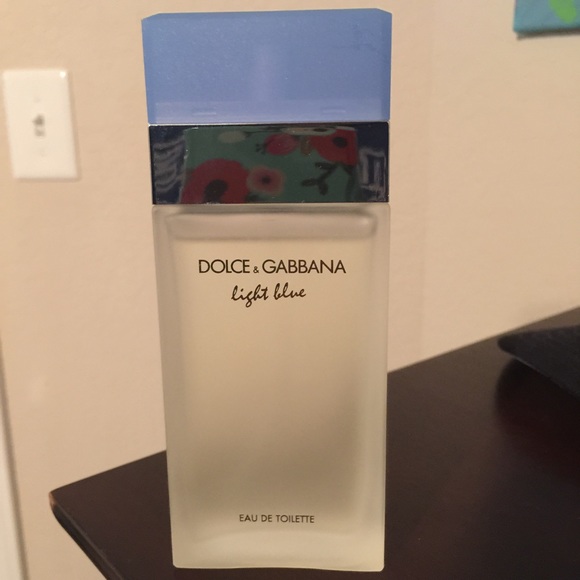 DOLCE & GABBANA
light blue
EAU DE TOILETTE